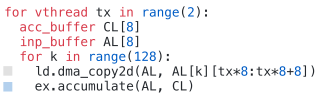 for vthread tx in range(2):
  acc_buffer CL[8]
  inp_buffer AL[8]
  for k in range(128):
    ld.dma_copy2d(AL, AL[k][tx*8:tx*8+8])
    ex.accumulate(AL, CL)